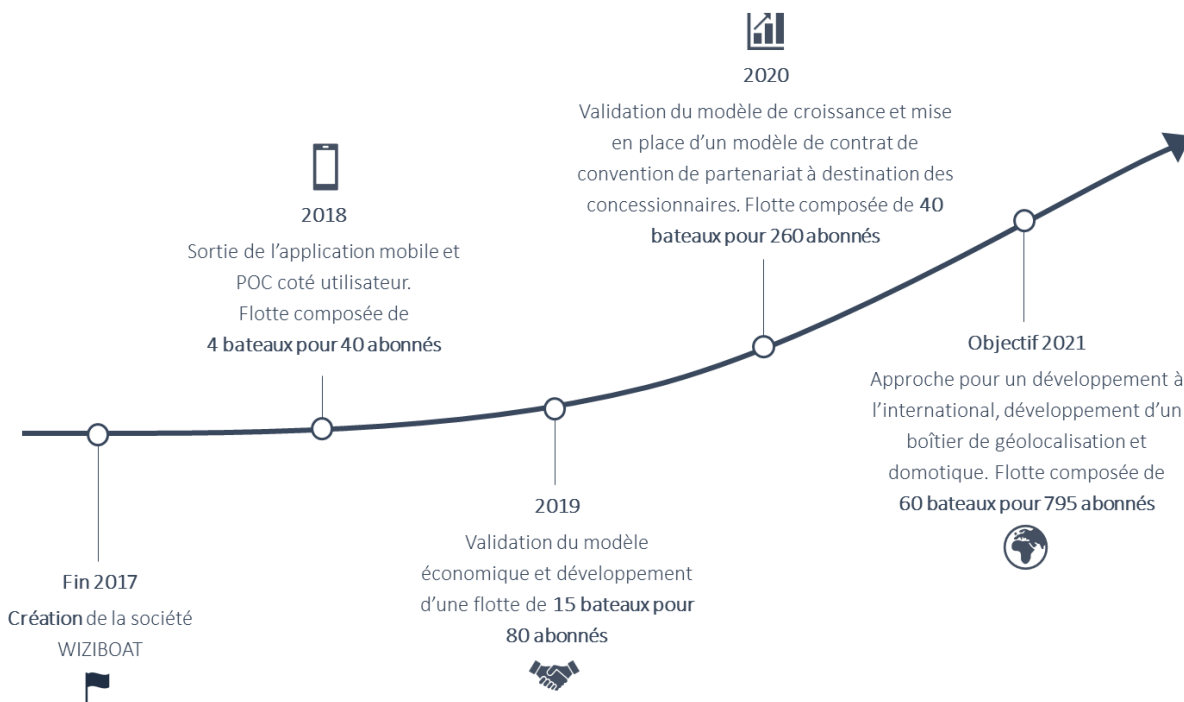 Fin 2017
Création de la société
WIZIBOAT
2018
Sortie de l’application mobile et
POC coté utilisateur.
Flotte composée de
4 bateaux pour 40 abonnés
2019
Validation du modèle
économique et développement
d’une flotte de 15 bateaux pour
80 abonnés
2020
Validation du modèle de croissance et mise
en place d’un modèle de contrat de
convention de partenariat à destination des
concessionnaires. Flotte composée de 40
bateaux pour 260 abonnés
Objectif 2021
Approche pour un développement à
l’international, développement d’un
boîtier de géolocalisation et
domotique. Flotte composée de
60 bateaux pour 795 abonnés